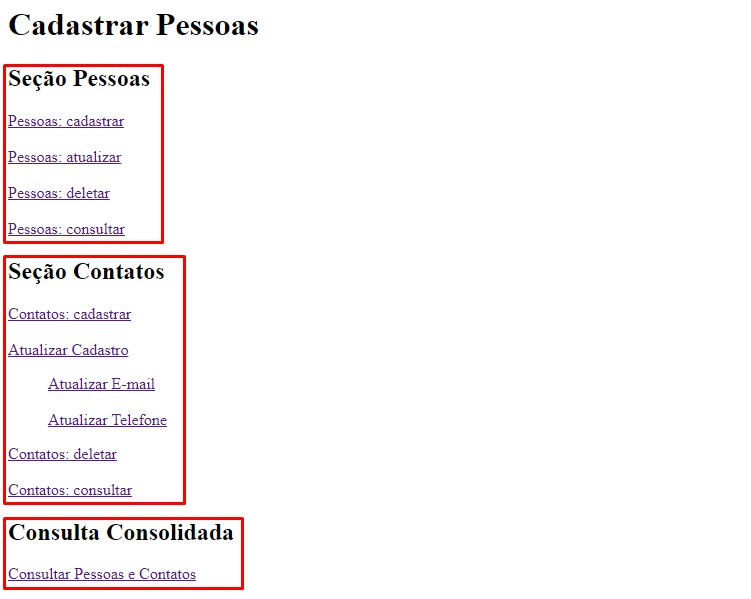 Cadastrar Pessoas
Seção Pessoas
Pessoas: cadastrar
Pessoas: atualizar
Pessoas: deletar
Pessoas: consultar
Seção Contatos
Contatos: cadastrar
Atualizar Cadastro
Atualizar E-mail
Atualizar Telefone
Contatos: deletar
Contatos: consultar
Consulta Consolidada
Consultar Pessoas e Contatos